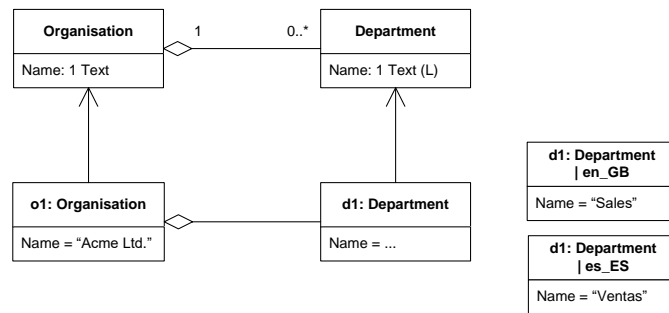 Organisation
1
0..*
Department
Name: 1 Text
Name: 1 Text (L)
o1: Organisation
d1: Department
Name = “Acme Ltd.”
Name = ...
d1: Department
| en_GB
Name = “Sales”
d1: Department
| es_ES
Name = “Ventas”